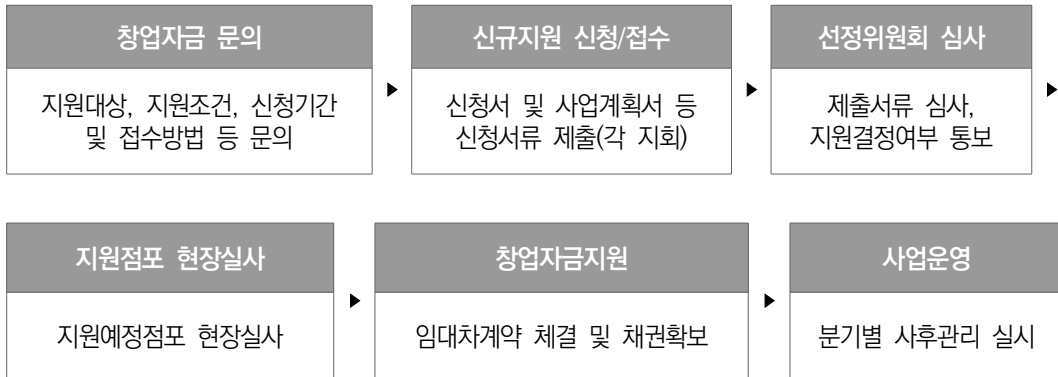 창업자금 문의
지원대상, 지원조건, 신청기간
및 접수방법 등 문의
신규지원 신청/접수
신청서 및 사업계획서 등
신청서류 제출(각 지회)
선정위원회 심사
제출서류 심사,
지원결정여부 통보
지원점포 현장실사
지원예정점포 현장실사
창업자금지원
임대차계약 체결 및 채권확보
사업운영
분기별 사후관리 실시